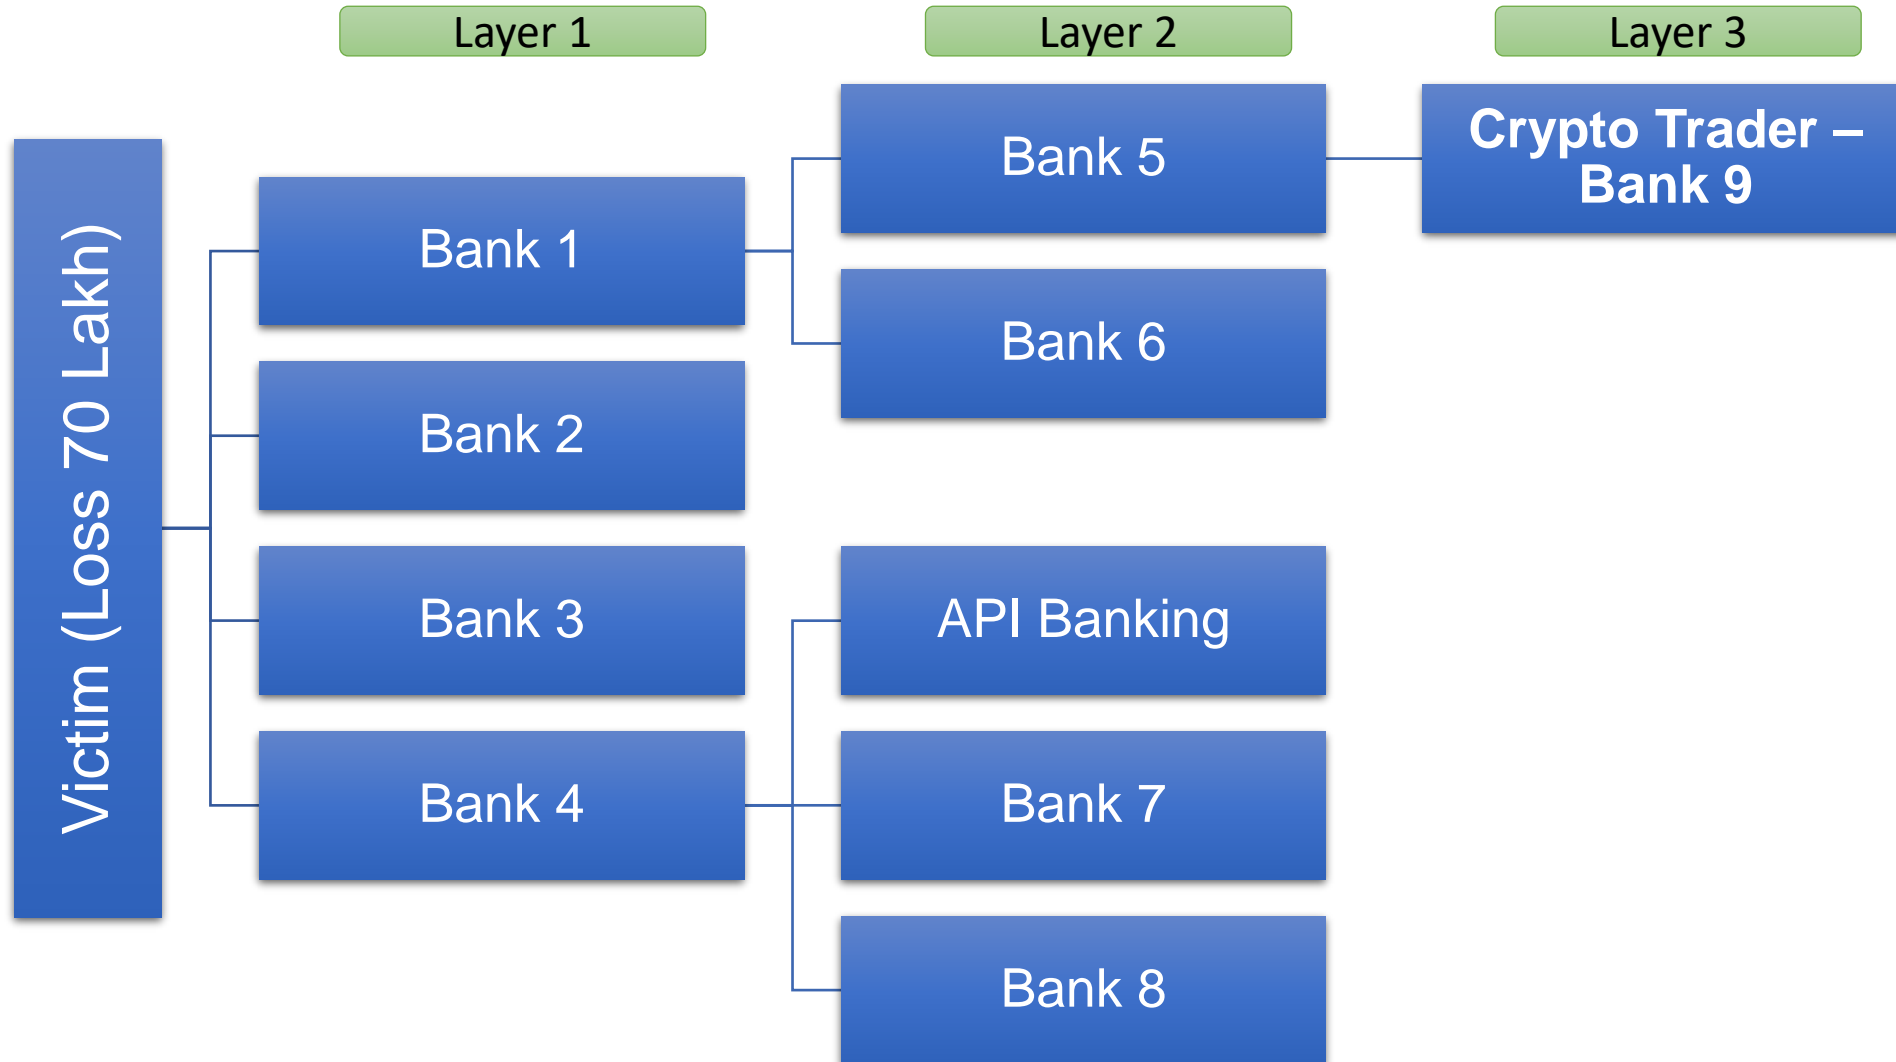 Layer 1
Layer 2
Layer 3
Victim (Loss 70 Lakh)
Bank 1
Bank 2
Bank 3
Bank 4
Bank 5
Bank 6
API Banking
Bank 7
Bank 8
Crypto Trader –
Bank 9